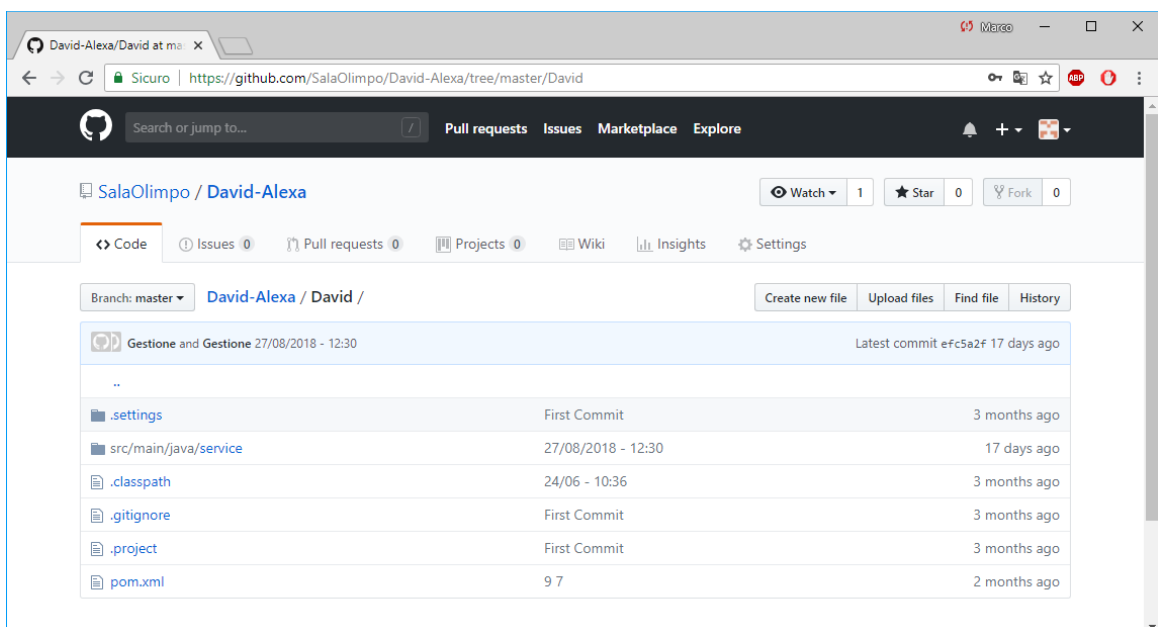 Marco
David-Alexa/David at mas
Sicuro https://github.com/SalaOlimpo/David-Alexa/tree/master/David ABP
Search or jump to... / Pull requests Issues Marketplace Explore
SalaOlimpo / David-Alexa Watch 1 Star 0 Fork 0
Code Issues 0 Pull requests 0 Projects 0 Wiki Insights Settings
Branch: master David-Alexa / David / Create new file Upload files Find file History
Gestione and Gestione 27/08/2018 - 12:30 Latest commit efc5a2f 17 days ago
..
.settings First Commit 3 months ago
src/main/java/service 27/08/2018 - 12:30 17 days ago
.classpath 24/06 - 10:36 3 months ago
.gitignore First Commit 3 months ago
.project First Commit 3 months ago
pom.xml 9 7 2 months ago